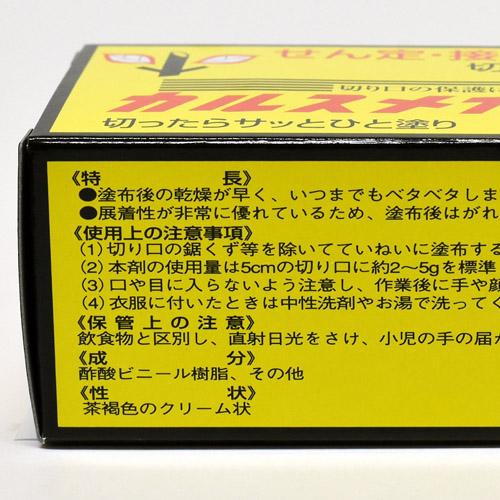 せん定・接
切
切り口の保護に
カルスメイ
切ったらサッとひと塗り
《特 長》
●塗布後の乾燥が早く、いつまでもベタベタしま
●展着性が非常に優れているため、塗布後はがれ
《使用上の注意事項》
(1) 切り口の鋸くず等を除いてていねいに塗布する
(2) 本剤の使用量は5cmの切り口に約2～5gを標準
(3) 口や目に入らないよう注意し、作業後に手や顔
(4) 衣服に付いたときは中性洗剤やお湯で洗ってく
《保管上の注意》
飲食物と区別し、直射日光をさけ、小児の手の届か
《成 分》
酢酸ビニール樹脂、その他
《性 状》
茶褐色のクリーム状